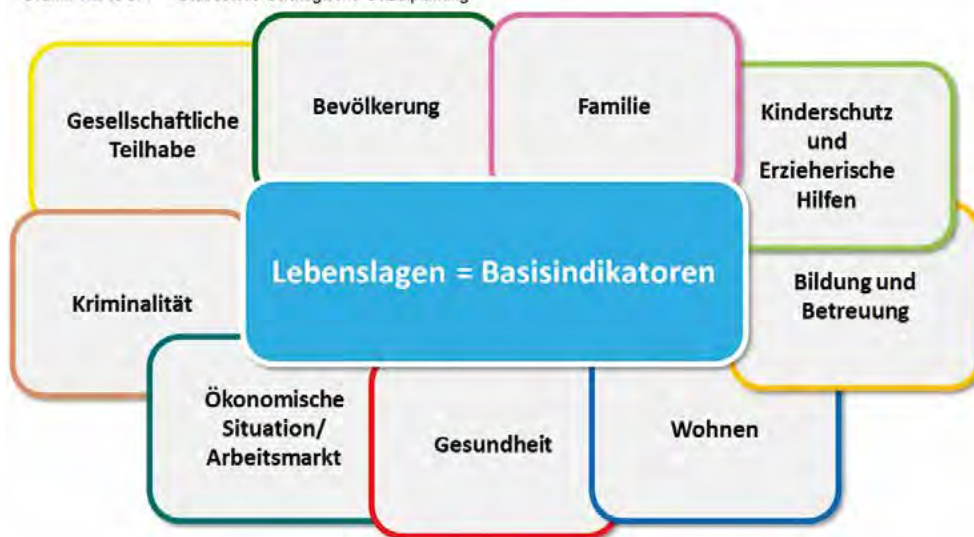 Gesellschaftliche
Teilhabe
Bevölkerung
Familie
Kinderschutz
und
Erzieherische
Hilfen
Lebenslagen = Basisindikatoren
Kriminalität
Bildung und
Betreuung
Ökonomische
Situation/
Arbeitsmarkt
Gesundheit
Wohnen